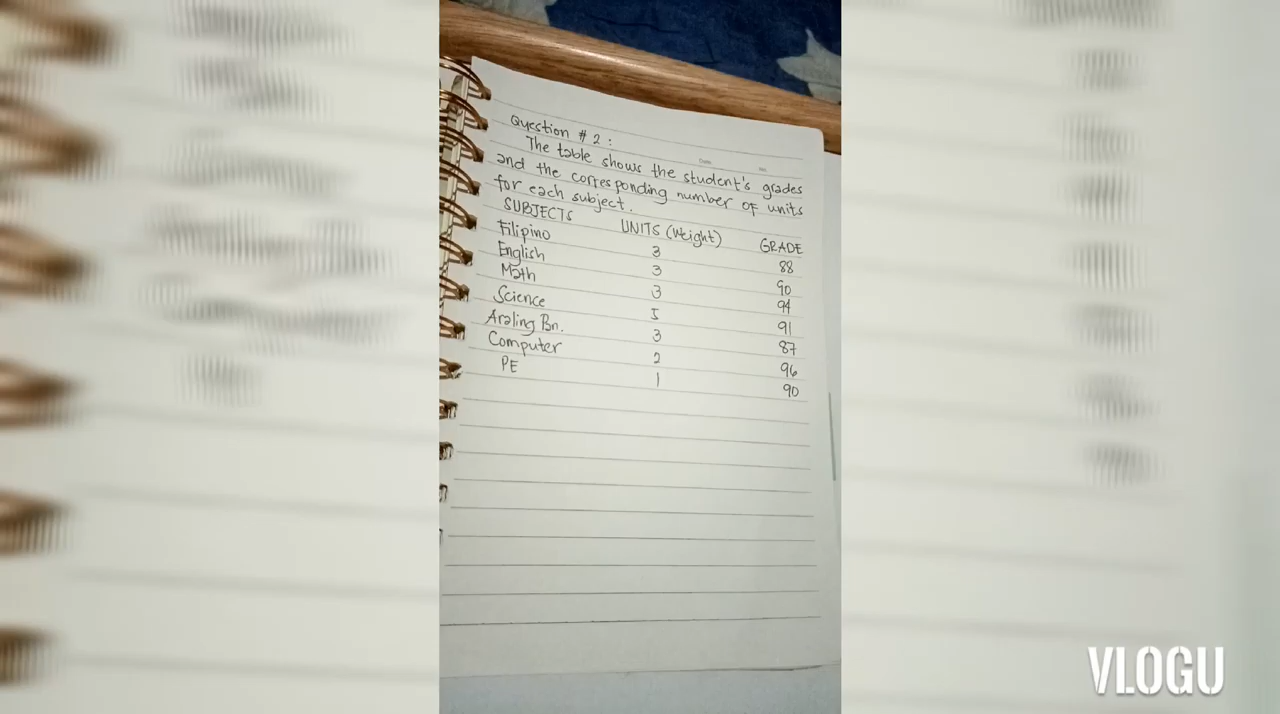 Question # 2 :
The table shows the student's grades
and the corresponding number of units
for each subject.
SUBJECTS UNITS (Weight) GRADE
Filipino 3 88
English 3 90
Math 3 94
Science 5 91
Araling Pan. 3 87
Computer 2 96
PE 1 90
VLOGU